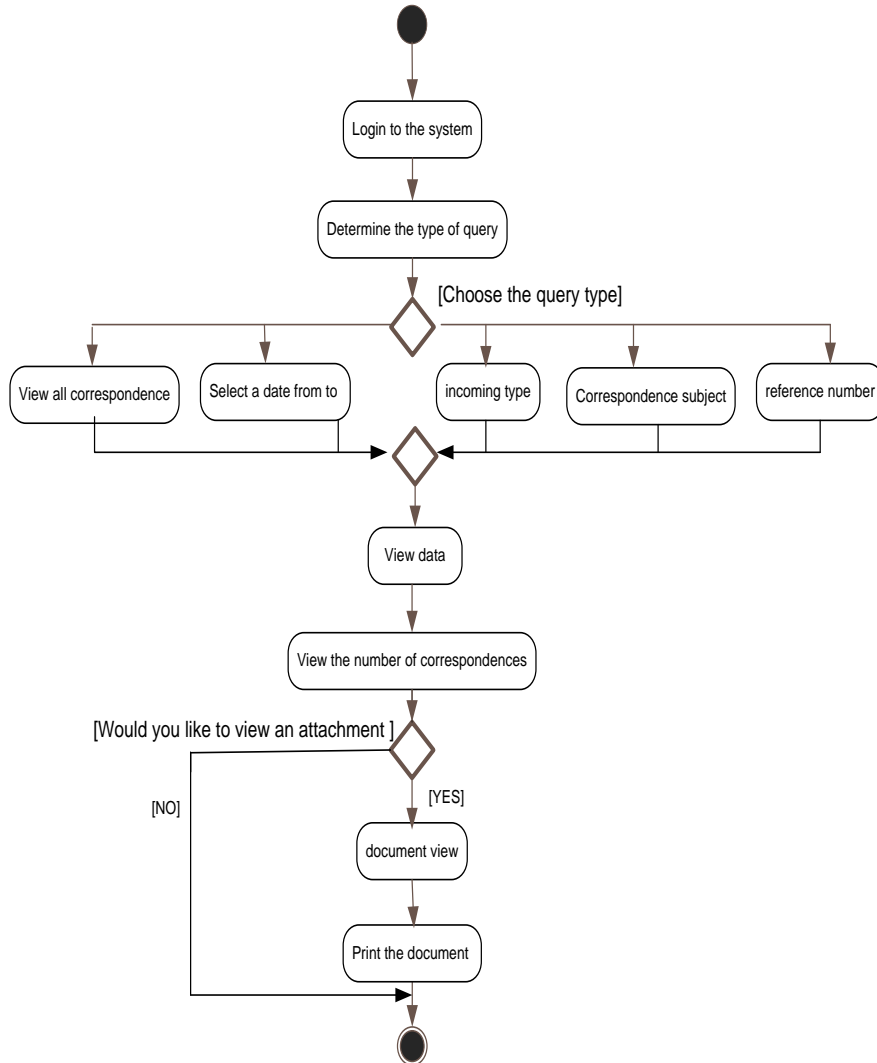 Login to the system
Determine the type of query
[Choose the query type]
View all correspondence
Select a date from to
incoming type
Correspondence subject
reference number
View data
View the number of correspondences
[Would you like to view an attachment ]
[NO]
[YES]
document view
Print the document